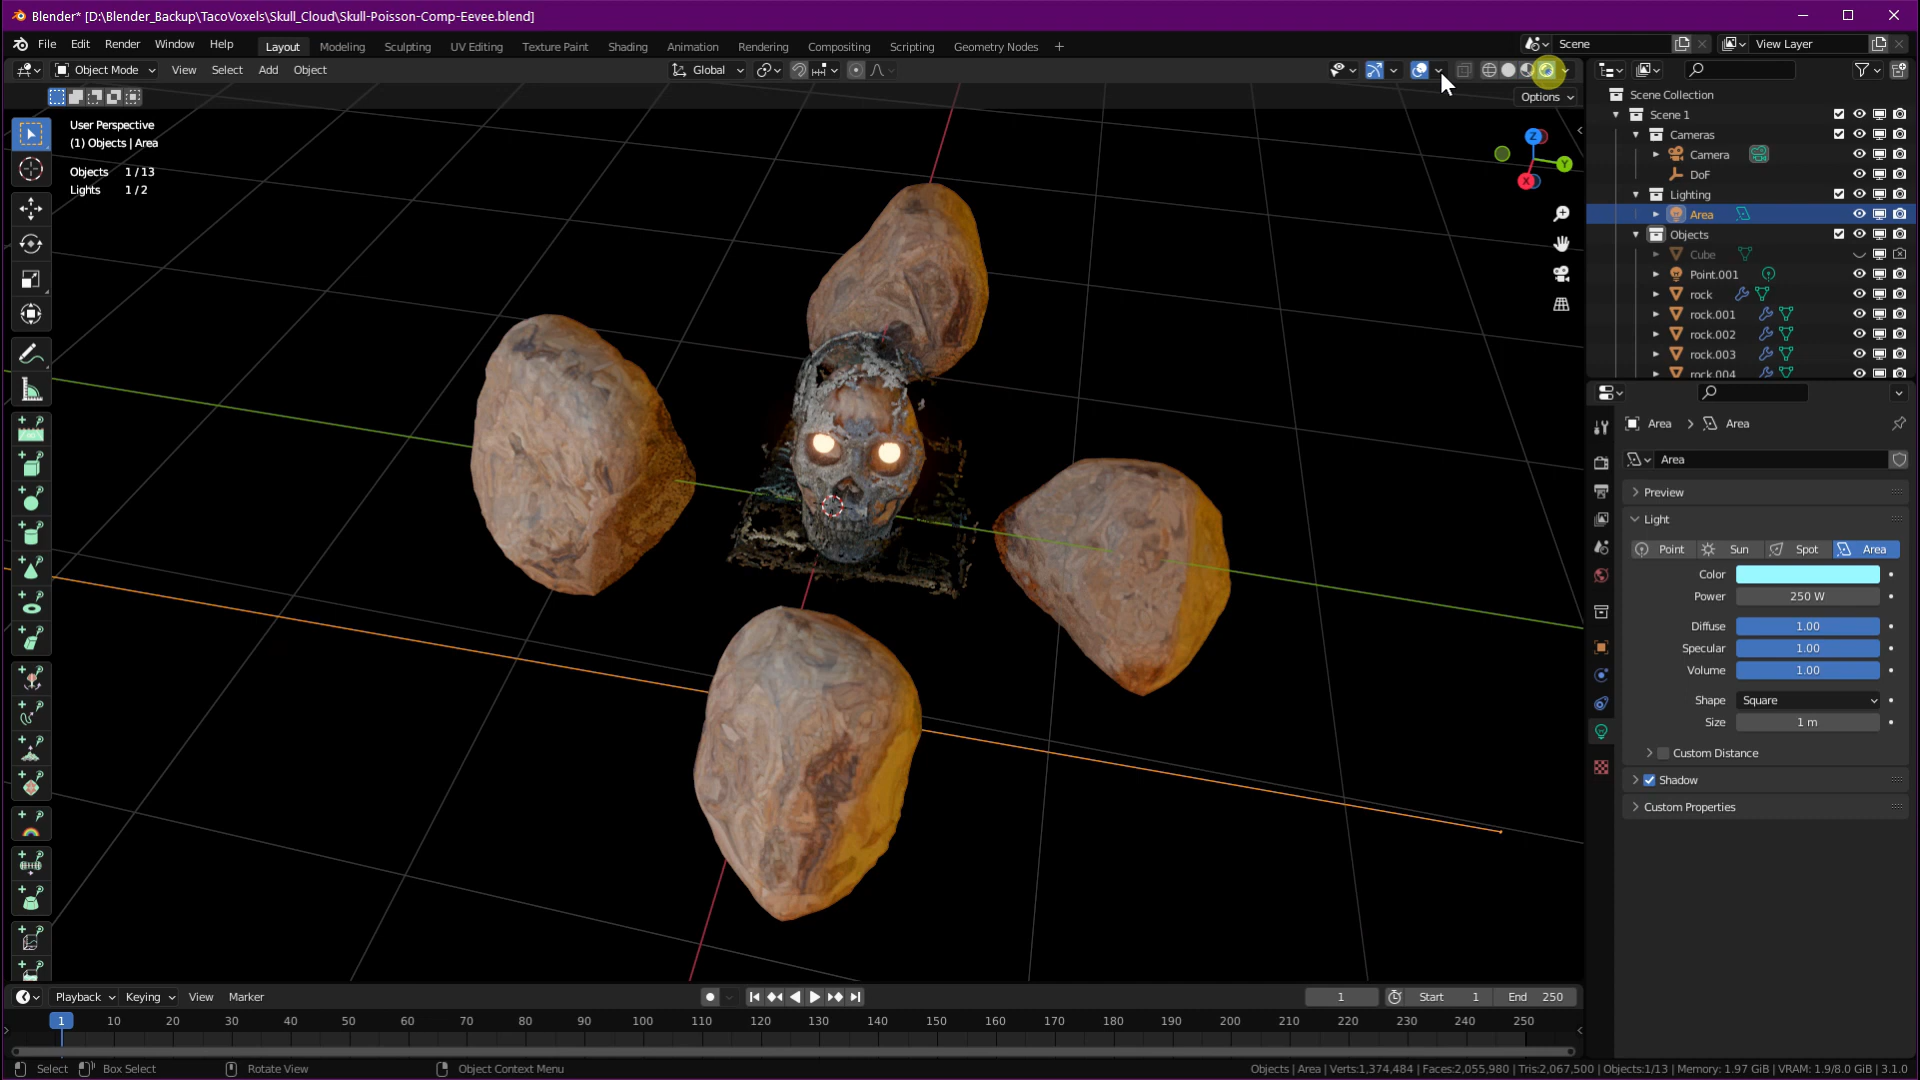 Blender* [D:\Blender_Backup\TacoVoxels\Skull_Cloud\Skull-Poisson-Comp-Eevee.blend]
File Edit Render Window Help Layout Modeling Sculpting UV Editing Texture Paint Shading Animation Rendering Compositing Scripting Geometry Nodes + Scene View Layer
Object Mode View Select Add Object Global
Options
User Perspective
(1) Objects | Area
Objects 1 / 13
Lights 1 / 2
Z
Y
X
Scene Collection
Scene 1
Cameras
Camera
DoF
Lighting
Area
Objects
Cube
Point.001
rock
rock.001
rock.002
rock.003
rock.004
Area > Area
Area
Preview
Light
Point Sun Spot Area
Color
Power 250 W
Diffuse 1.00
Specular 1.00
Volume 1.00
Shape Square
Size 1 m
Custom Distance
Shadow
Custom Properties
Playback Keying View Marker 1 Start 1 End 250
1 10 20 30 40 50 60 70 80 90 100 110 120 130 140 150 160 170 180 190 200 210 220 230 240 250
Select Box Select Rotate View Object Context Menu Objects | Area | Verts:1,374,484 | Faces:2,055,980 | Tris:2,067,500 | Objects:1/13 | Memory: 1.97 GiB | VRAM: 1.9/8.0 GiB | 3.1.0